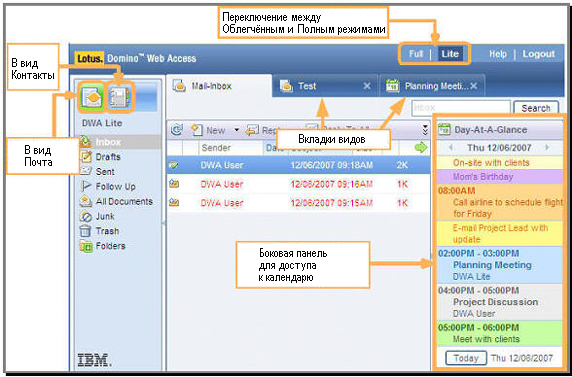 Переключение между
Облегчённым и Полным режимами
В вид
Контакты
Lotus. Domino™ Web Access
Full
Lite
Help
Logout
Mail-Inbox
Test
Planning Meeti...
Inbox
Search
DWA Lite
New
Вкладки видов
Day-At-A-Glance
В вид
Почта
Inbox
Drafts
Sent
Follow Up
All Documents
Junk
Trash
Folders
Sender
DWA User 12/06/2007 09:18AM 2K
DWA User 12/06/2007 09:16AM 1K
DWA User 12/06/2007 09:15AM 1K
Thu 12/06/2007
On-site with clients
Mom's Birthday
08:00AM
Call airline to schedule flight
for Friday
E-mail Project Lead with
update
Боковая панель
для доступа
к календарю
02:00PM - 03:00PM
Planning Meeting
DWA Lite
04:00PM - 05:00PM
Project Discussion
DWA User
05:00PM - 06:00PM
Meet with clients
Today Thu 12/06/2007
IBM.